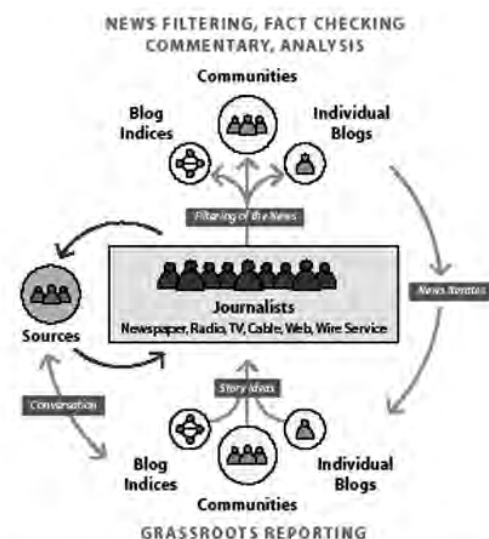 NEWS FILTERING, FACT CHECKING
COMMENTARY, ANALYSIS
Communities
Blog
Indices
Individual
Blogs
Filtering of the News
Journalists
Newspaper, Radio, TV, Cable, Web, Wire Service
Sources
News Iterates
Story Ideas
Conversation
Blog
Indices
Individual
Blogs
Communities
GRASSROOTS REPORTING